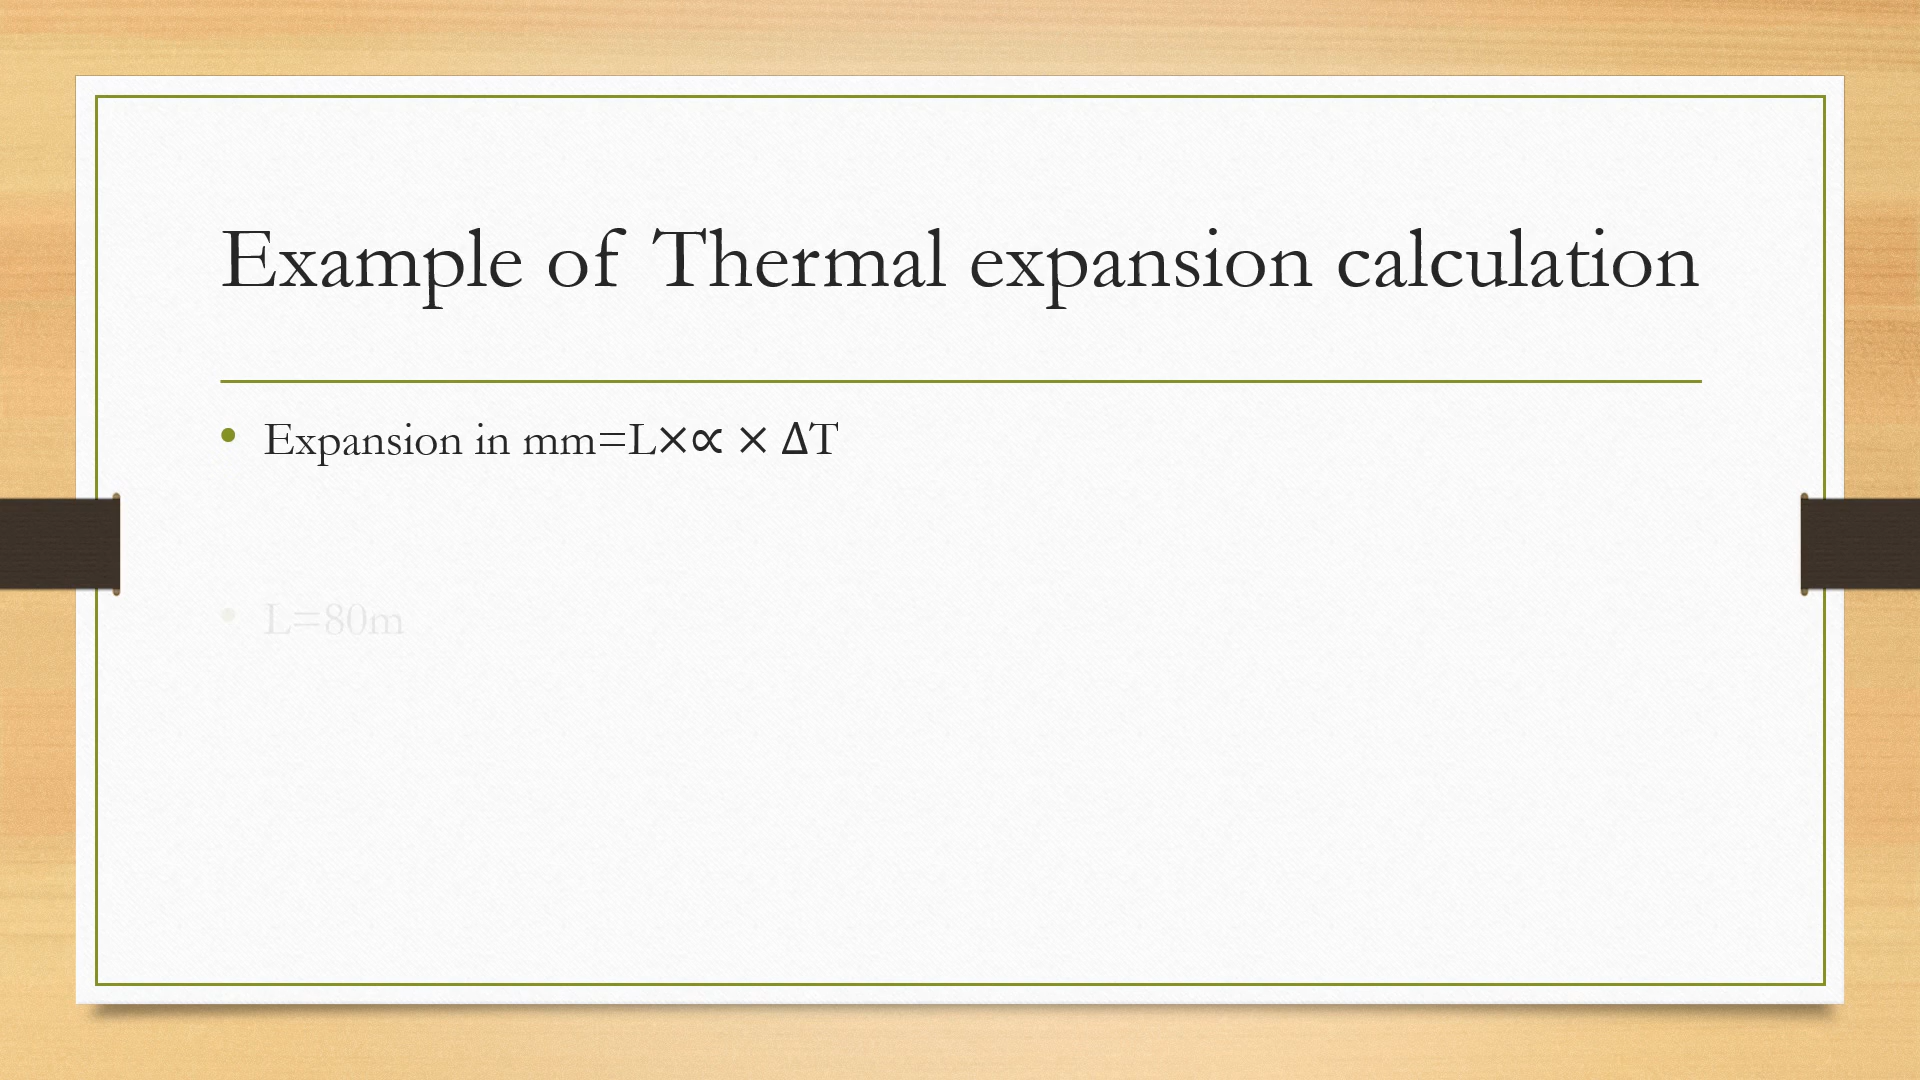 Example of Thermal expansion calculation
• Expansion in mm=L×∝ × ΔT
• L=80m